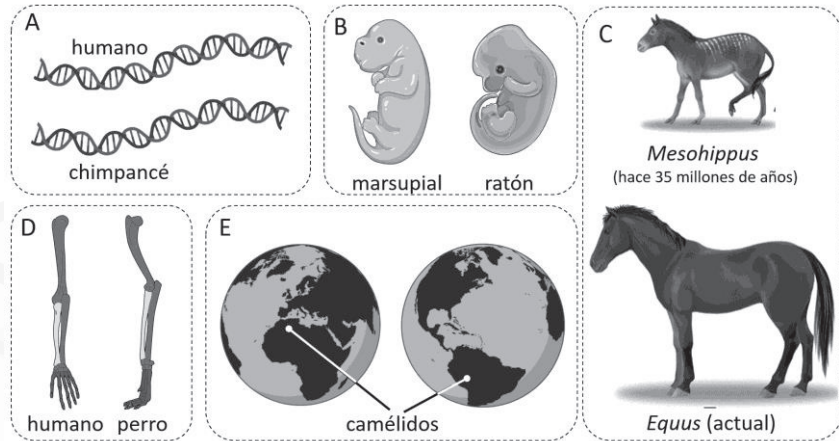 A
humano
chimpancé
B
marsupial ratón
C
Mesohippus
(hace 35 millones de años)
Equus (actual)
D
humano perro
E
camélidos